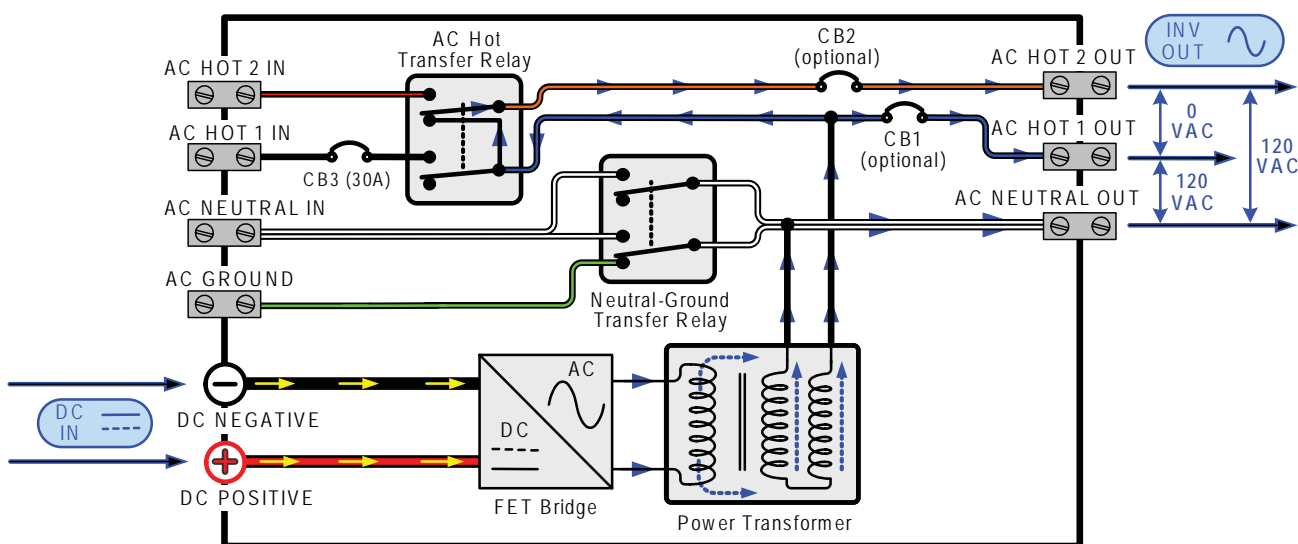 AC Hot
Transfer Relay
CB2
(optional)
INV
OUT
AC HOT 2 IN
AC HOT 2 OUT
AC HOT 1 IN
AC HOT 1 OUT
0
VAC
120
VAC
CB3 (30A)
CB1
(optional)
120
VAC
AC NEUTRAL IN
AC NEUTRAL OUT
AC GROUND
Neutral-Ground
Transfer Relay
DC
IN
DC NEGATIVE
DC POSITIVE
AC
DC
FET Bridge
Power Transformer